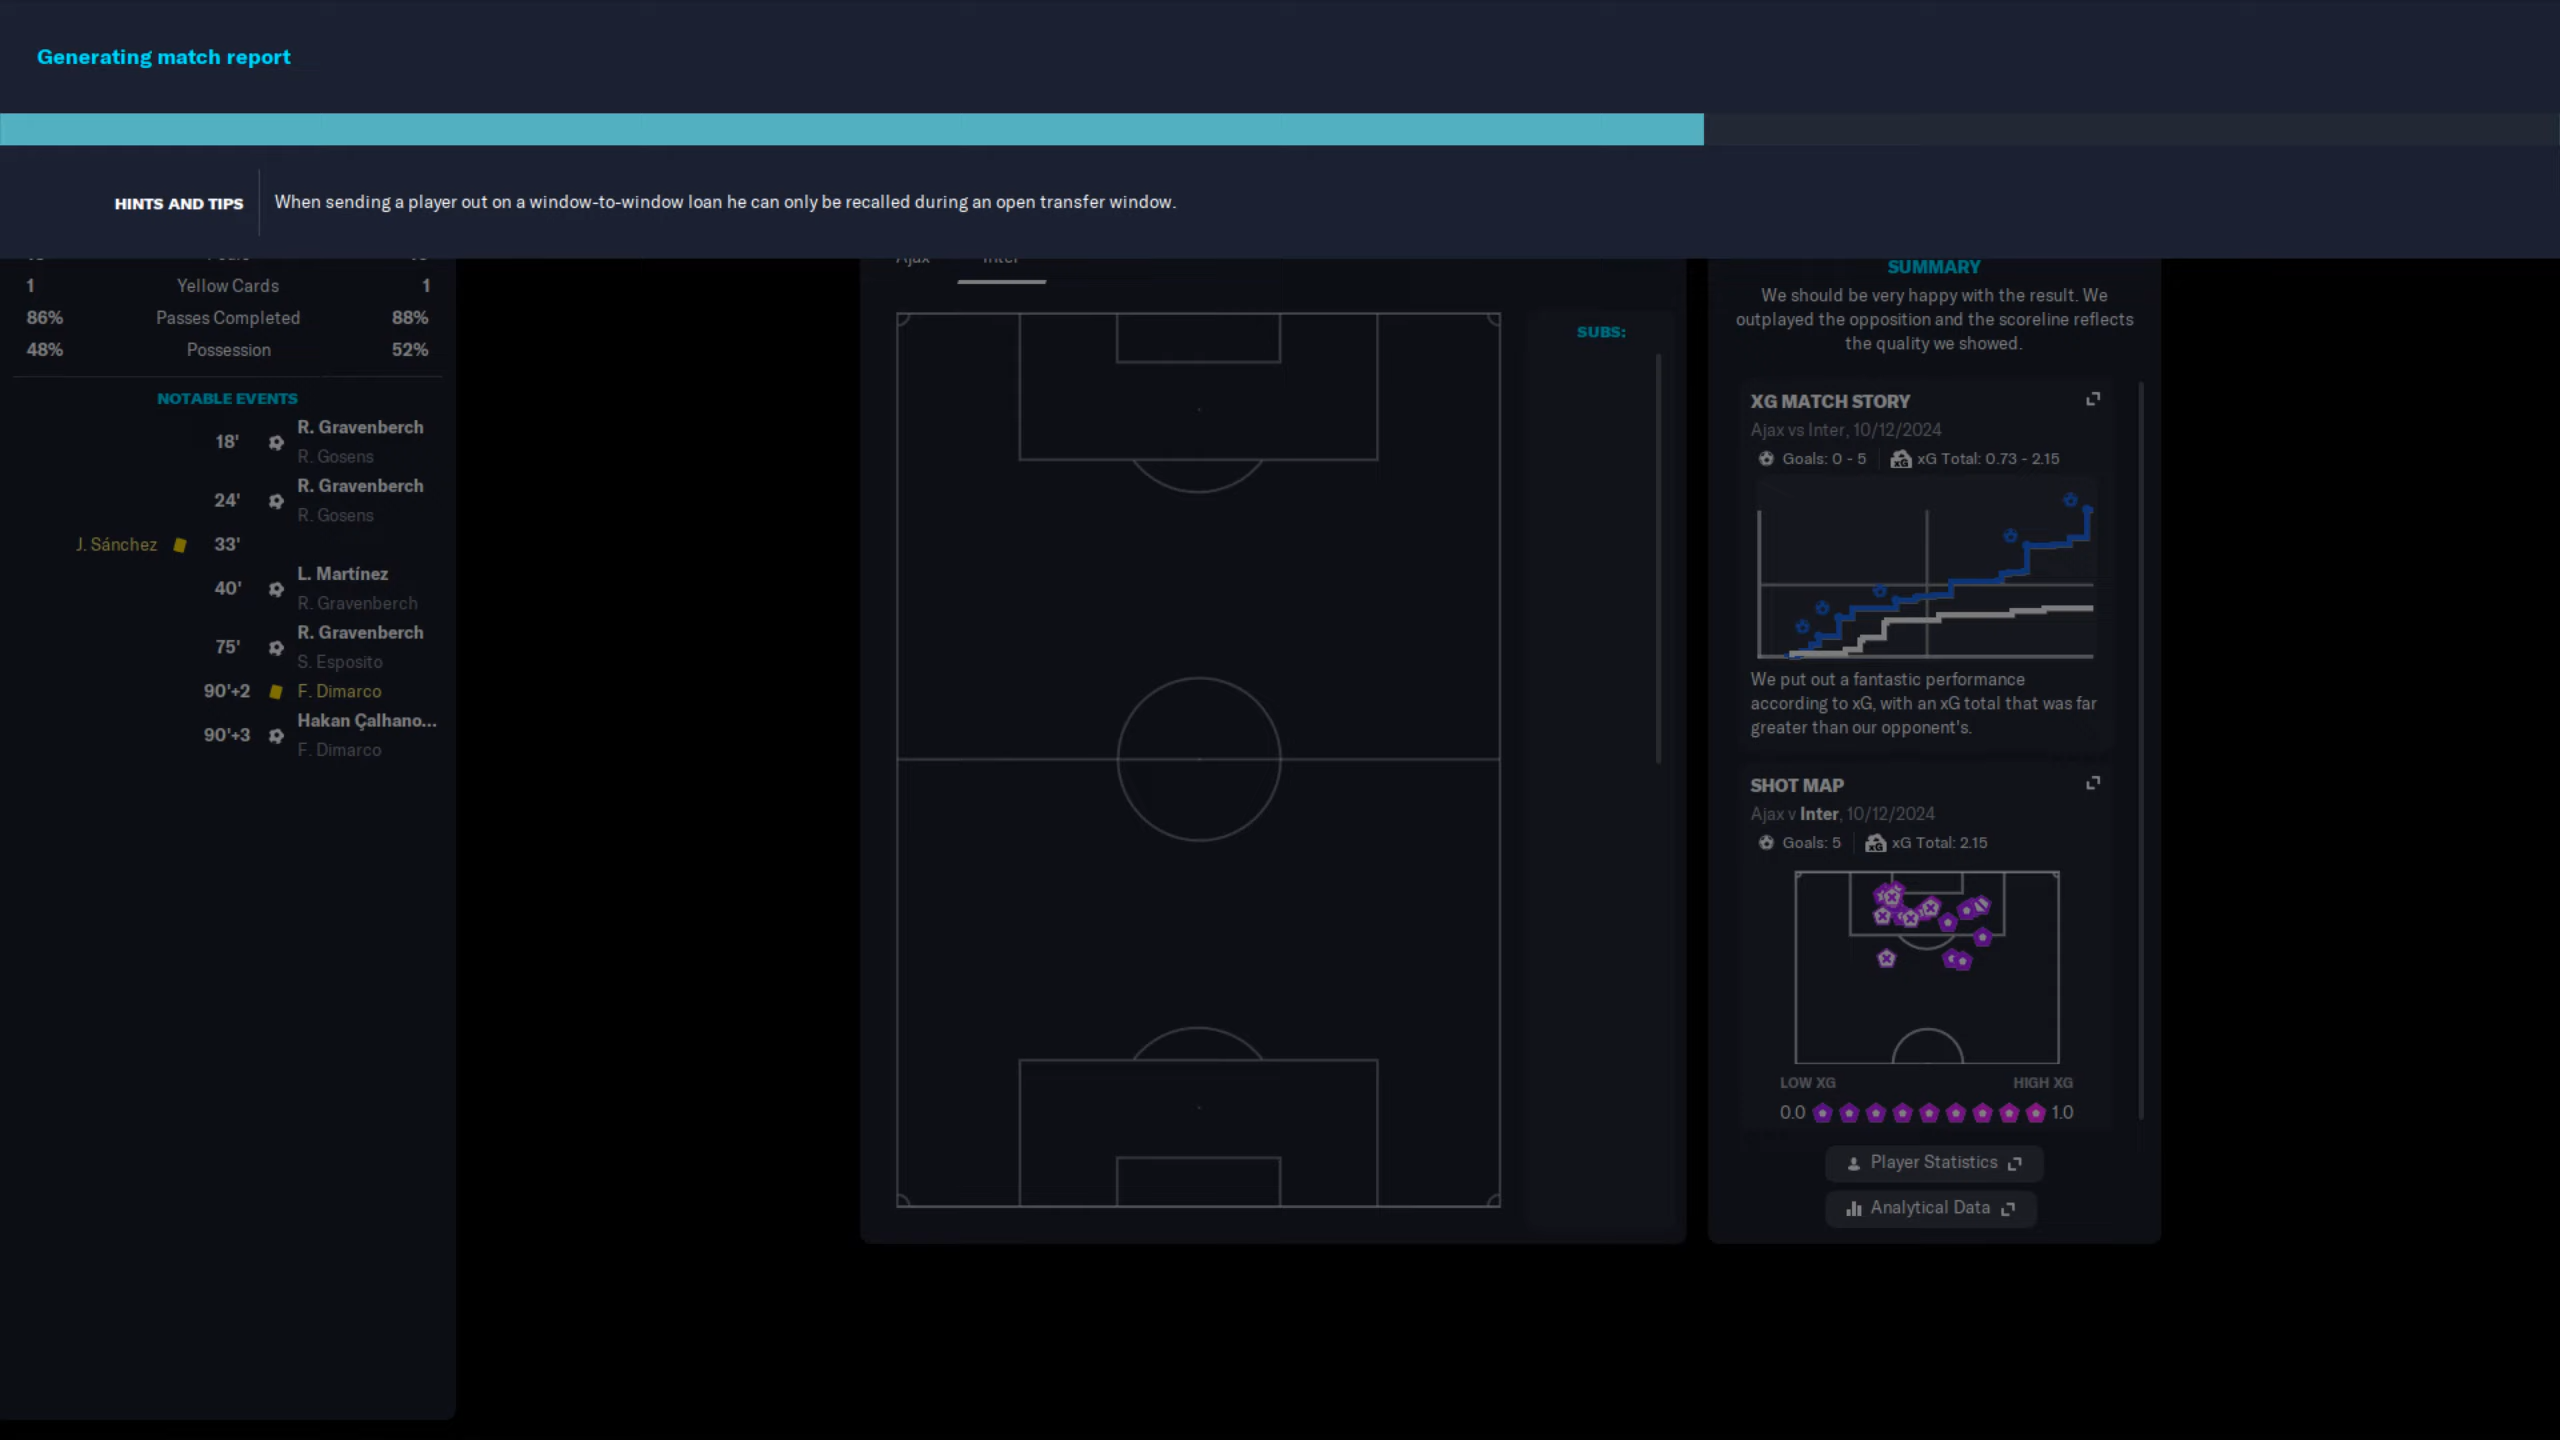 Generating match report
HINTS AND TIPS
When sending a player out on a window-to-window loan he can only be recalled during an open transfer window.
1 Yellow Cards 1
86% Passes Completed 88%
48% Possession 52%
NOTABLE EVENTS
18' R. Gravenberch
R. Gosens
24' R. Gravenberch
R. Gosens
J. Sánchez 33'
40' L. Martínez
R. Gravenberch
75' R. Gravenberch
S. Esposito
90'+2 F. Dimarco
90'+3 Hakan Çalhano...
F. Dimarco
Ajax Inter
SUBS:
SUMMARY
We should be very happy with the result. We
outplayed the opposition and the scoreline reflects
the quality we showed.
XG MATCH STORY
Ajax vs Inter, 10/12/2024
Goals: 0 - 5 xG xG Total: 0.73 - 2.15
We put out a fantastic performance
according to xG, with an xG total that was far
greater than our opponent's.
SHOT MAP
Ajax v Inter, 10/12/2024
Goals: 5 xG xG Total: 2.15
LOW XG HIGH XG
0.0 1.0
Player Statistics
Analytical Data